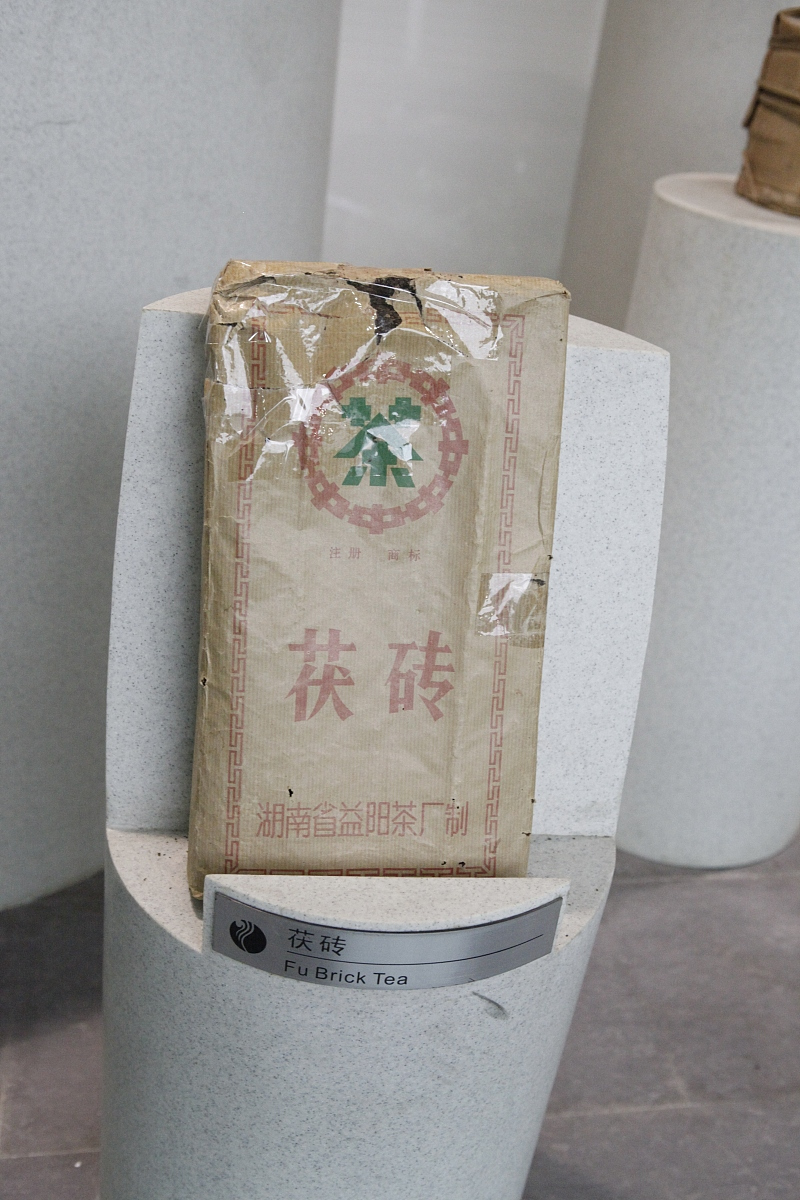 茶
注册 商标
茯砖
湖南省益阳茶厂制
茯砖
Fu Brick Tea